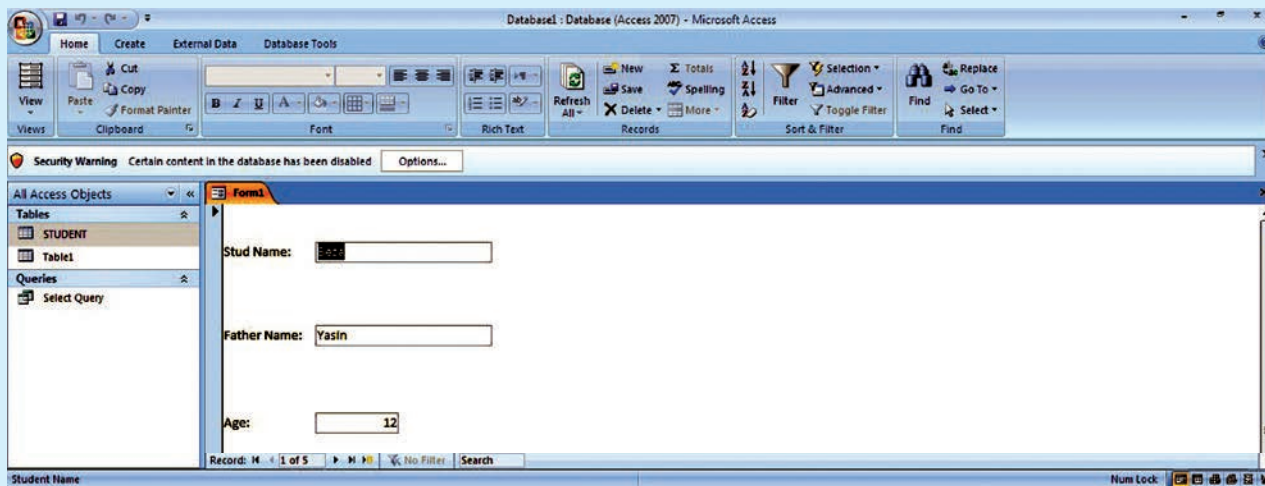 Database1 : Database (Access 2007) - Microsoft Access
Home Create External Data Database Tools
View
Views
Paste
Cut
Copy
Format Painter
Clipboard
B I U A
Font
Rich Text
Refresh All
New
Save
Delete
Σ Totals
Spelling
More
Records
Filter
Selection
Advanced
Toggle Filter
Sort & Filter
Find
Replace
Go To
Select
Find
Security Warning Certain content in the database has been disabled Options...
All Access Objects
Tables
STUDENT
Table1
Queries
Select Query
Form1
Stud Name:
Father Name: Yasin
Age: 12
Record: 1 of 5 No Filter Search
Student Name Num Lock